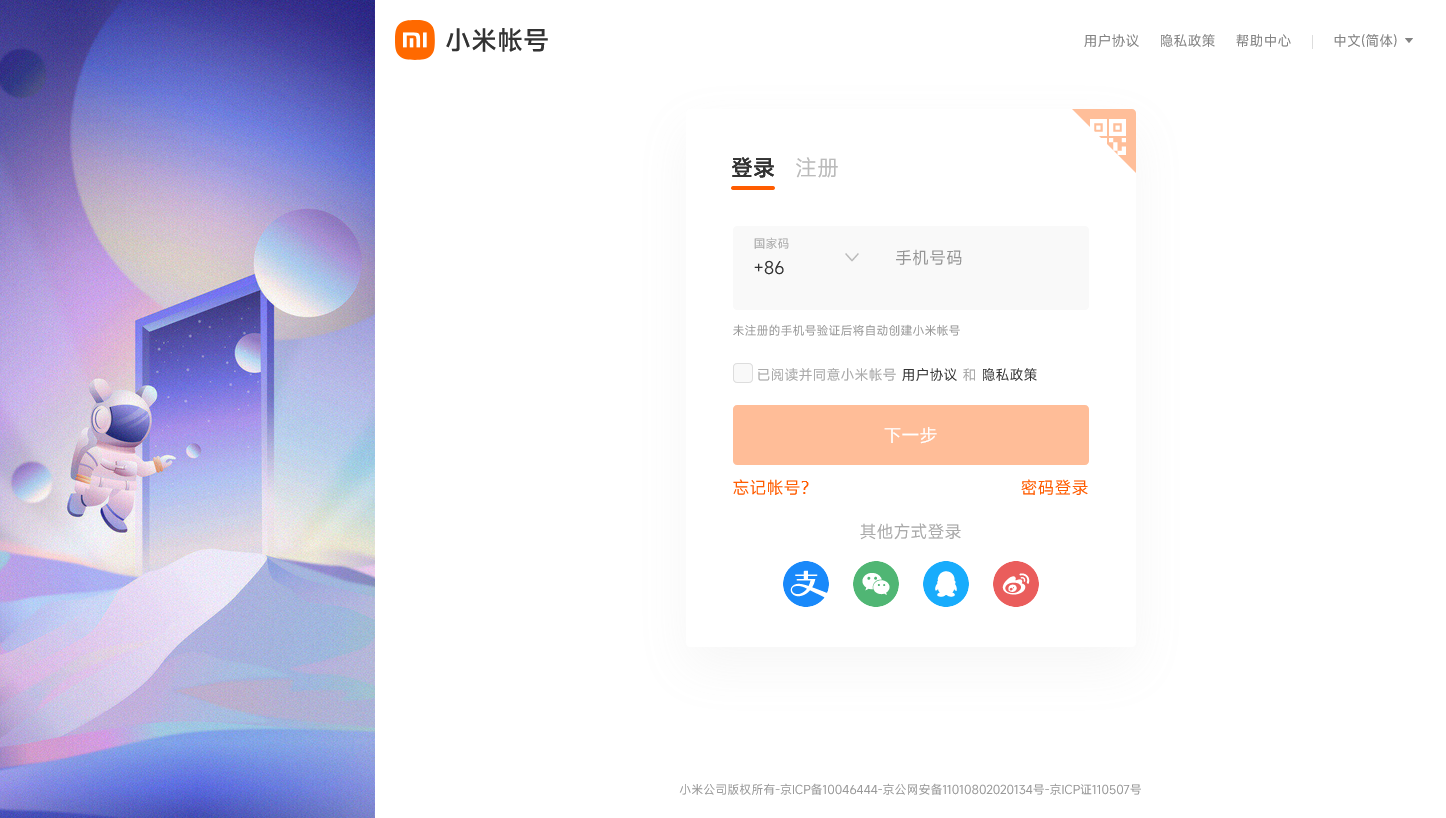 小米帐号
用户协议 隐私政策 帮助中心 中文(简体)
登录 注册
国家码
+86
手机号码
未注册的手机号验证后将自动创建小米帐号
已阅读并同意小米帐号 用户协议 和 隐私政策
下一步
忘记帐号? 密码登录
其他方式登录
小米公司版权所有-京ICP备10046444-京公网安备11010802020134号-京ICP证110507号